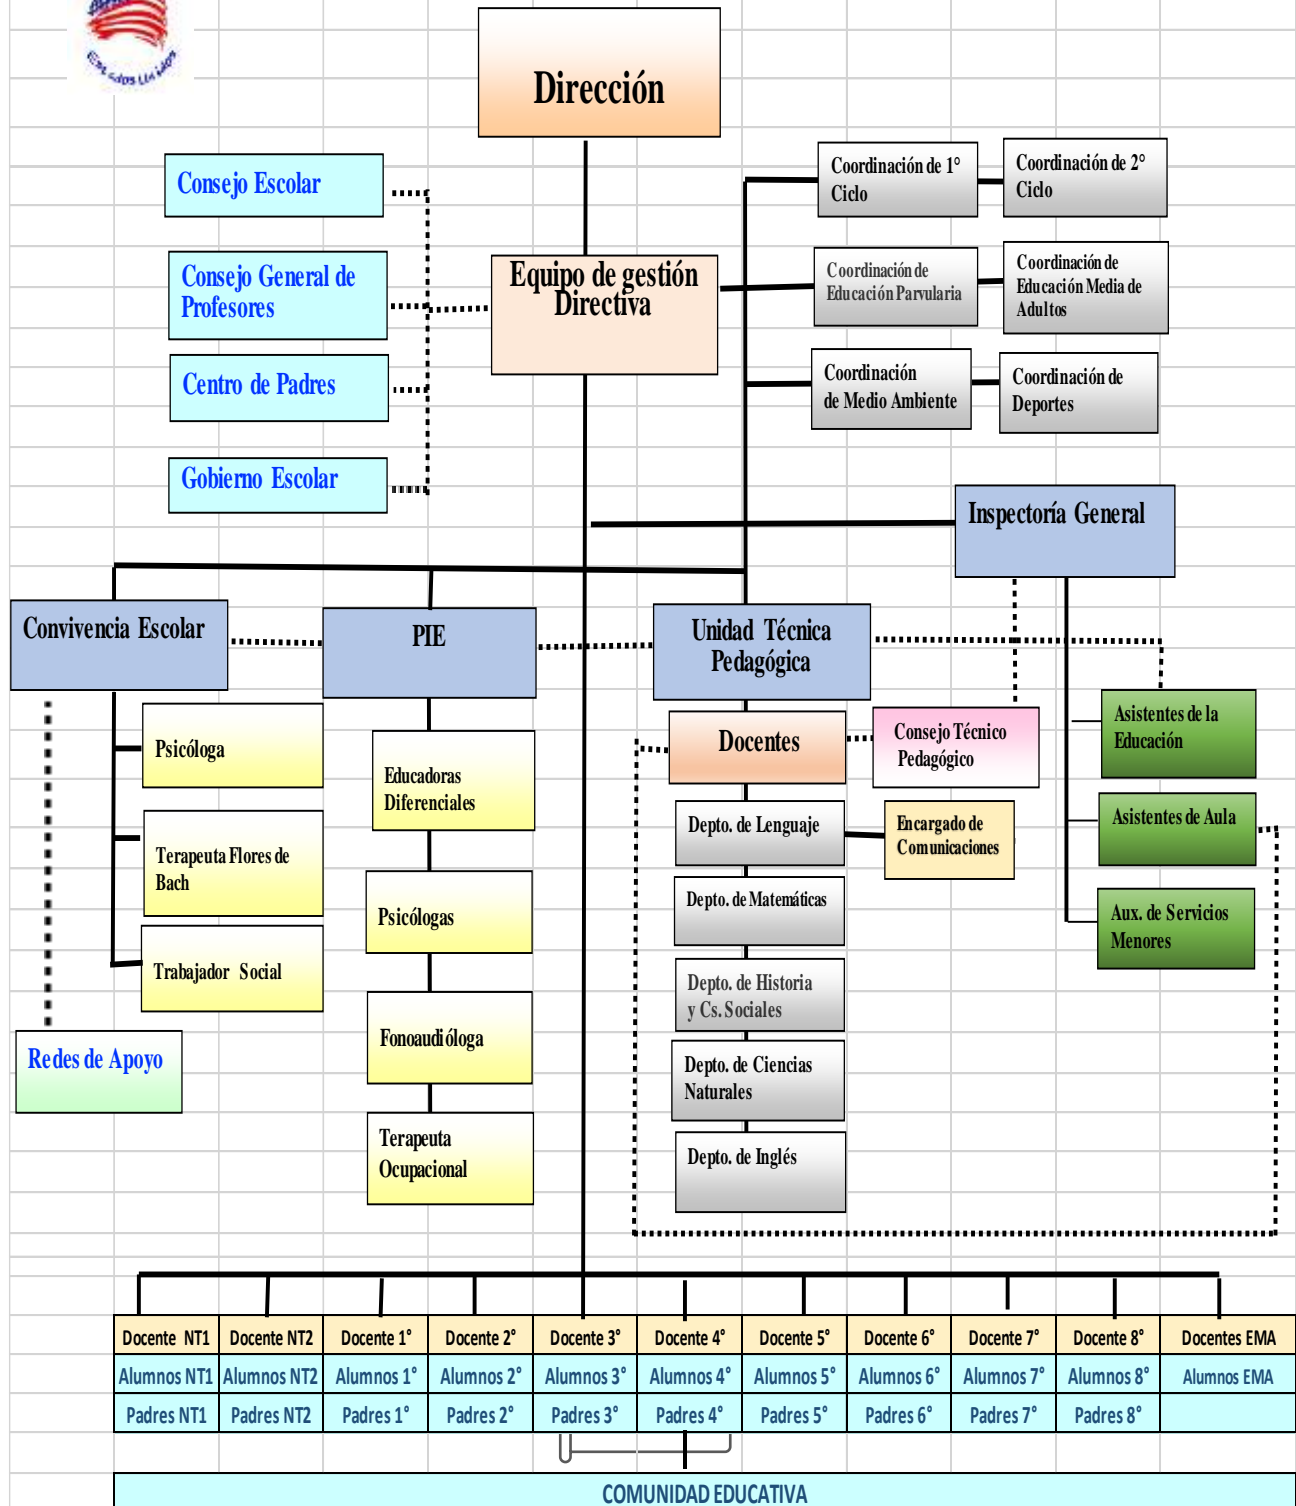 Estados Unidos
Dirección
Consejo Escolar
Coordinación de 1°
Ciclo
Coordinación de 2°
Ciclo
Consejo General de
Profesores
Equipo de gestión
Directiva
Coordinación de
Educación Parvularia
Coordinación de
Educación Media de
Adultos
Centro de Padres
Coordinación
de Medio Ambiente
Coordinación de
Deportes
Gobierno Escolar
Inspectoría General
Convivencia Escolar
PIE
Unidad Técnica
Pedagógica
Psicóloga
Educadoras
Diferenciales
Docentes
Consejo Técnico
Pedagógico
Asistentes de la
Educación
Terapeuta Flores de
Bach
Depto. de Lenguaje
Encargado de
Comunicaciones
Asistentes de Aula
Psicólogas
Depto. de Matemáticas
Aux. de Servicios
Menores
Trabajador Social
Depto. de Historia
y Cs. Sociales
Redes de Apoyo
Fonoaudióloga
Depto. de Ciencias
Naturales
Terapeuta
Ocupacional
Depto. de Inglés
Docente NT1 Docente NT2 Docente 1° Docente 2° Docente 3° Docente 4° Docente 5° Docente 6° Docente 7° Docente 8° Docentes EMA
Alumnos NT1 Alumnos NT2 Alumnos 1° Alumnos 2° Alumnos 3° Alumnos 4° Alumnos 5° Alumnos 6° Alumnos 7° Alumnos 8° Alumnos EMA
Padres NT1 Padres NT2 Padres 1° Padres 2° Padres 3° Padres 4° Padres 5° Padres 6° Padres 7° Padres 8°
COMUNIDAD EDUCATIVA